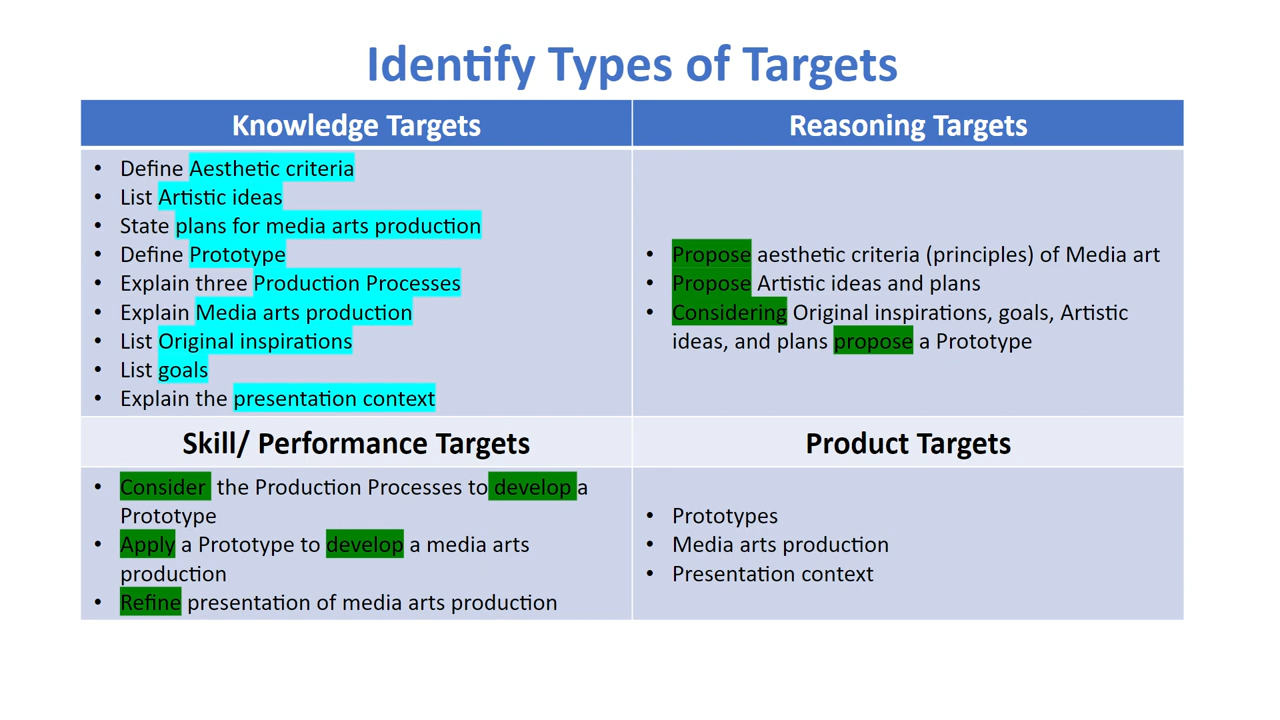 Identify Types of Targets
Knowledge Targets
Reasoning Targets
• Define Aesthetic criteria
• List Artistic ideas
• State plans for media arts production
• Define Prototype
• Explain three Production Processes
• Explain Media arts production
• List Original inspirations
• List goals
• Explain the presentation context
• Propose aesthetic criteria (principles) of Media art
• Propose Artistic ideas and plans
• Considering Original inspirations, goals, Artistic
ideas, and plans propose a Prototype
Skill/ Performance Targets
Product Targets
• Consider the Production Processes to develop a
Prototype
• Apply a Prototype to develop a media arts
production
• Refine presentation of media arts production
• Prototypes
• Media arts production
• Presentation context